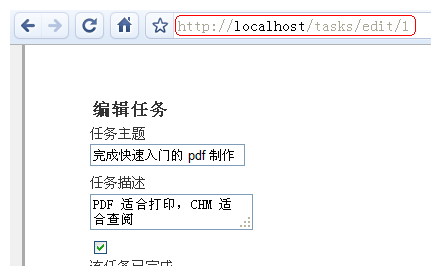 http://localhost/tasks/edit/1
编辑任务
任务主题
完成快速入门的 pdf 制作
任务描述
PDF 适合打印，CHM 适
合查阅
该任务已完成